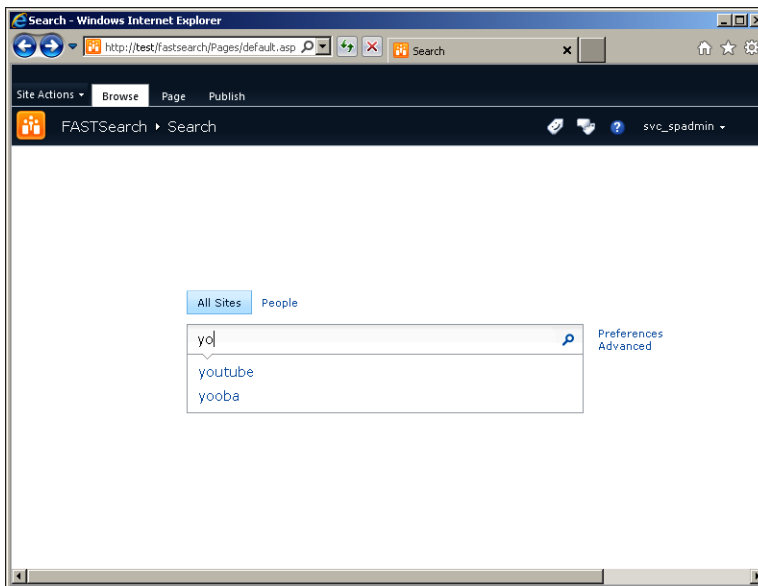 Search - Windows Internet Explorer
http://test/fastsearch/Pages/default.asp
Search
Site Actions
Browse
Page
Publish
FASTSearch
Search
svc_spadmin
All Sites
People
yo
Preferences
Advanced
youtube
yooba